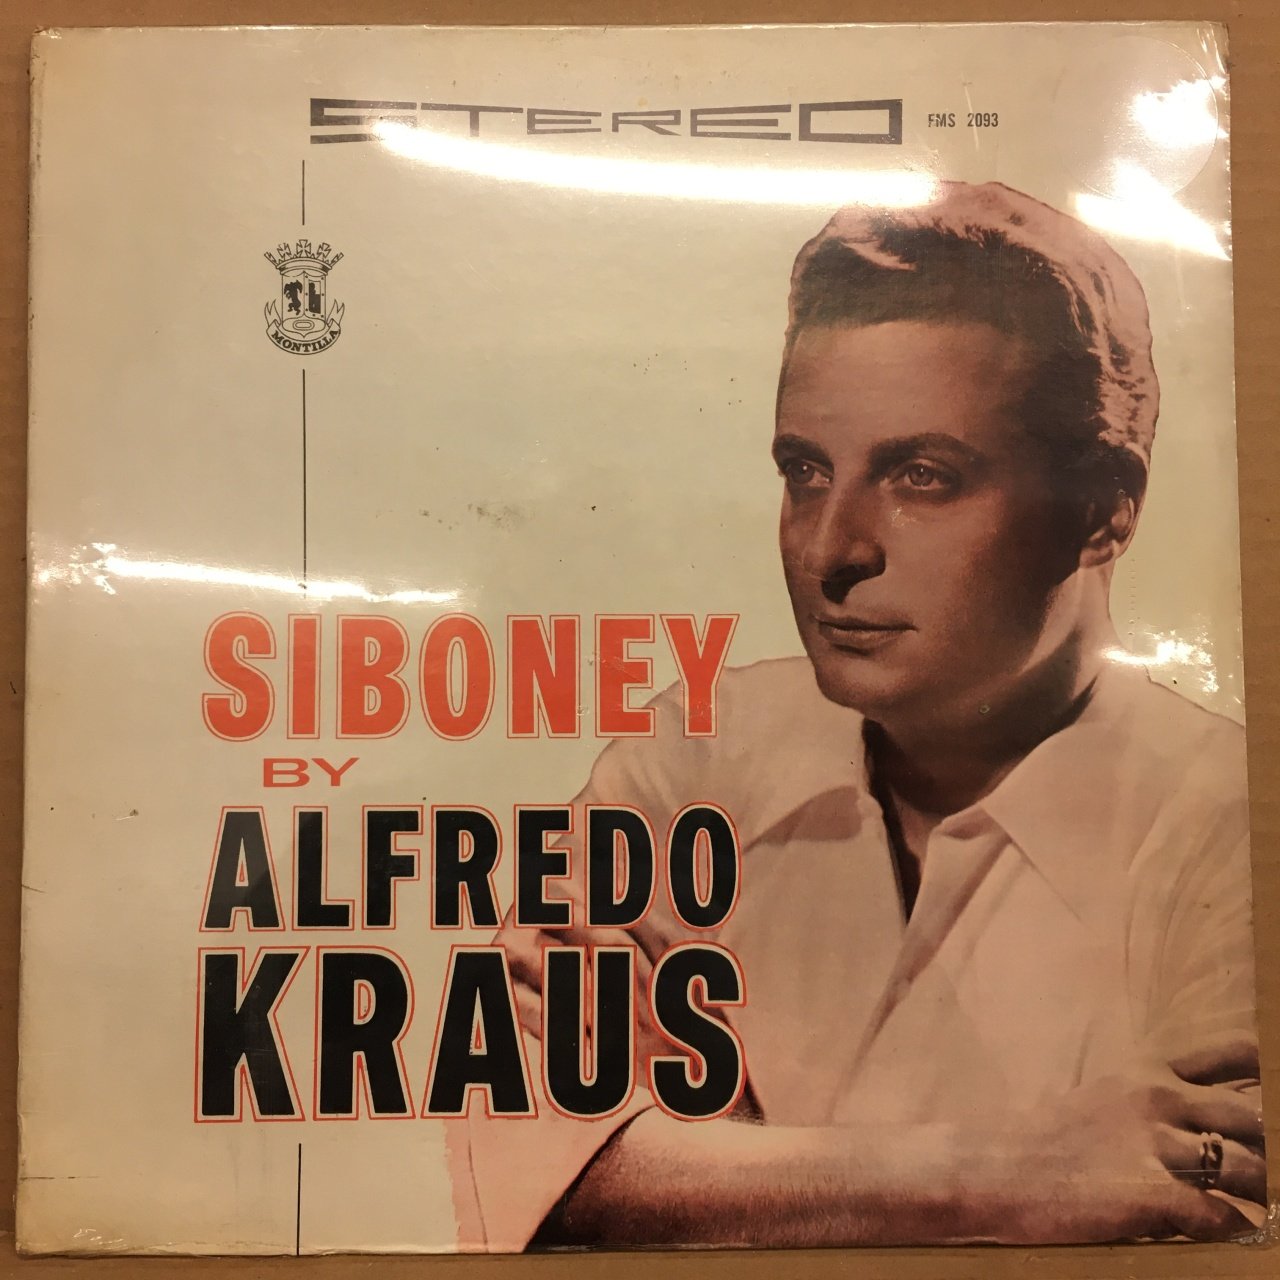 STEREO FMS 2093
MONTILLA
SIBONEY
BY
ALFREDO
KRAUS